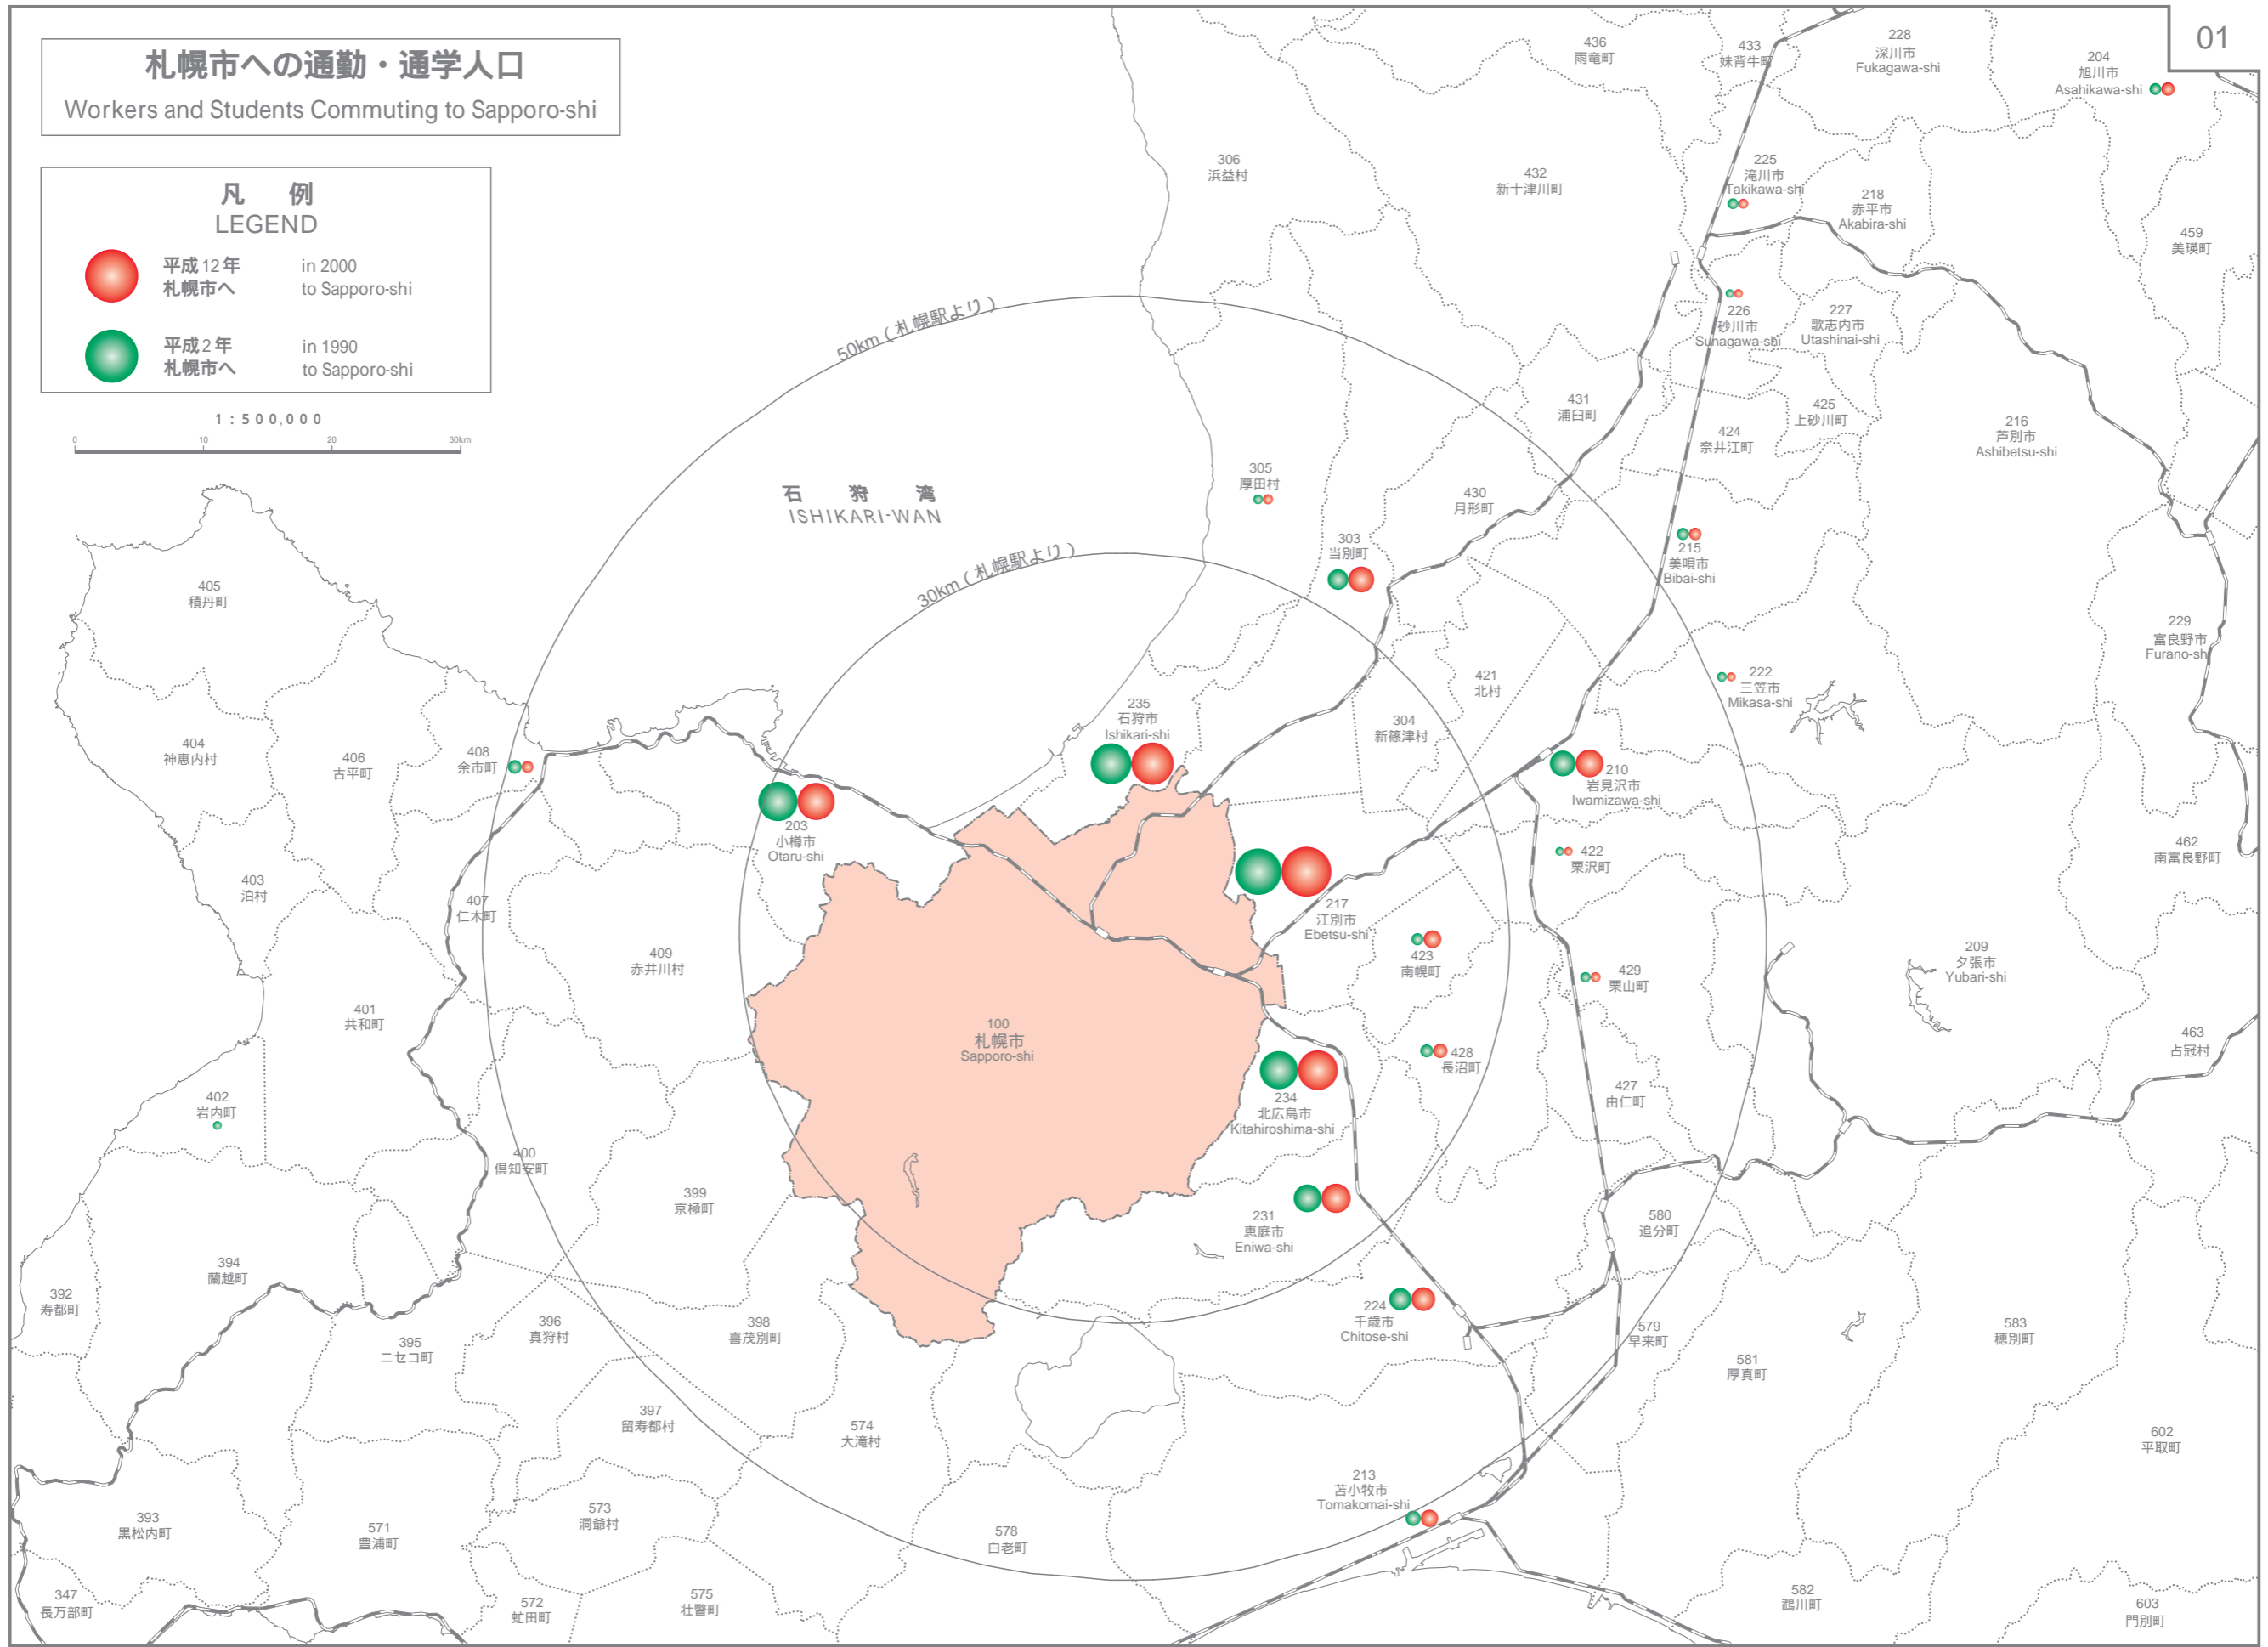 01
札幌市への通勤・通学人口
Workers and Students Commuting to Sapporo-shi
凡 例
LEGEND
平成12年 in 2000
札幌市へ to Sapporo-shi
平成2年 in 1990
札幌市へ to Sapporo-shi
1:500,000
0 10 20 30km
50km(札幌駅より)
30km(札幌駅より)
石 狩 湾
ISHIKARI-WAN
436
雨竜町
433
妹背牛町
228
深川市
Fukagawa-shi
204
旭川市
Asahikawa-shi
306
浜益村
432
新十津川町
225
滝川市
Takikawa-shi
218
赤平市
Akabira-shi
459
美瑛町
226
砂川市
Sunagawa-shi
227
歌志内市
Utashinai-shi
431
浦臼町
425
上砂川町
424
奈井江町
216
芦別市
Ashibetsu-shi
305
厚田村
430
月形町
303
当別町
215
美唄市
Bibai-shi
405
積丹町
229
富良野市
Furano-sh
421
北村
222
三笠市
Mikasa-shi
235
石狩市
Ishikari-shi
304
新篠津村
404
神恵内村
406
古平町
408
余市町
210
岩見沢市
Iwamizawa-shi
203
小樽市
Otaru-shi
422
栗沢町
462
南富良野町
403
泊村
407
仁木町
217
江別市
Ebetsu-shi
409
赤井川村
423
南幌町
429
栗山町
209
夕張市
Yubari-shi
401
共和町
100
札幌市
Sapporo-shi
463
占冠村
428
長沼町
402
岩内町
234
北広島市
Kitahiroshima-shi
427
由仁町
400
倶知安町
399
京極町
231
恵庭市
Eniwa-shi
580
追分町
394
蘭越町
392
寿都町
395
ニセコ町
396
真狩村
398
喜茂別町
224
千歳市
Chitose-shi
579
早来町
581
厚真町
583
穂別町
397
留寿都村
574
大滝村
602
平取町
213
苫小牧市
Tomakomai-shi
393
黒松内町
571
豊浦町
573
洞爺村
578
白老町
347
長万部町
572
虻田町
575
壮瞥町
582
鵡川町
603
門別町